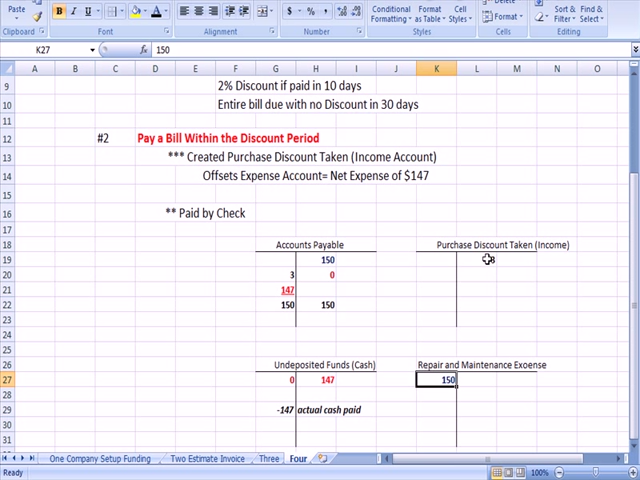 Paste
B I U
A
$ % ,
Conditional Format Cell
Formatting as Table Styles
Delete
Format
Sort & Find &
Filter Select
Clipboard Font Alignment Number Styles Cells Editing
K27 fx 150
A B C D E F G H I J K L M N O
9 2% Discount if paid in 10 days
10 Entire bill due with no Discount in 30 days
11
12 #2 Pay a Bill Within the Discount Period
13 *** Created Purchase Discount Taken (Income Account)
14 Offsets Expense Account= Net Expense of $147
15
16 ** Paid by Check
17
18 Accounts Payable Purchase Discount Taken (Income)
19 150 3
20 3 0
21 147
22 150 150
23
24
25
26 Undeposited Funds (Cash) Repair and Maintenance Exoense
27 0 147 150
28
29 -147 actual cash paid
30
31
One Company Setup Funding Two Estimate Invoice Three Four
Ready 100%